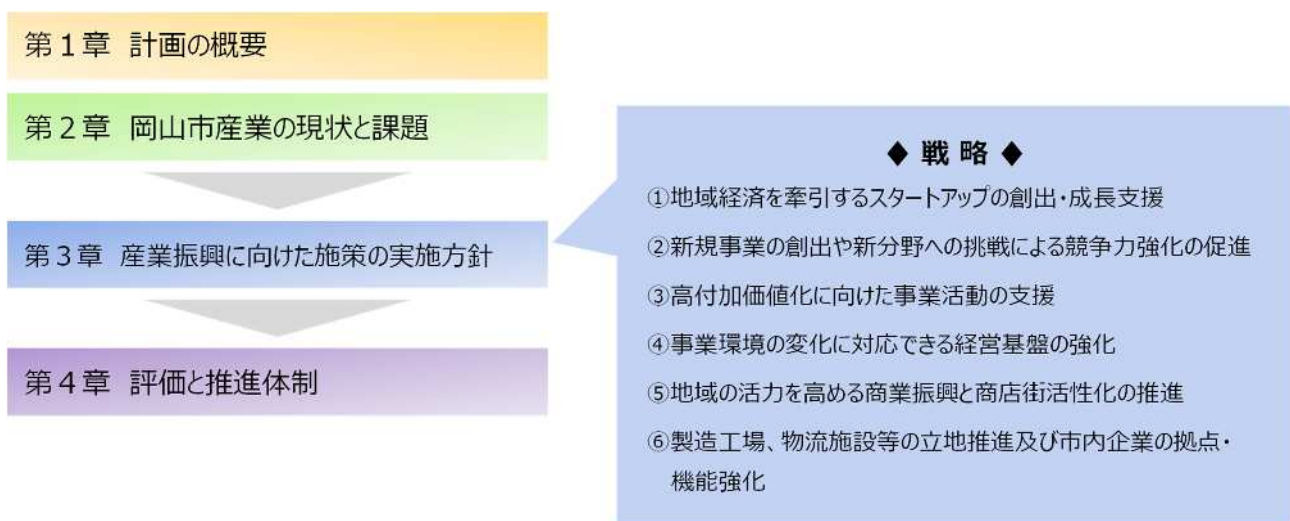 第1章 計画の概要
第2章 岡山市産業の現状と課題
第3章 産業振興に向けた施策の実施方針
第4章 評価と推進体制
◆ 戦 略 ◆
①地域経済を牽引するスタートアップの創出・成長支援
②新規事業の創出や新分野への挑戦による競争力強化の促進
③高付加価値化に向けた事業活動の支援
④事業環境の変化に対応できる経営基盤の強化
⑤地域の活力を高める商業振興と商店街活性化の推進
⑥製造工場、物流施設等の立地推進及び市内企業の拠点・
機能強化